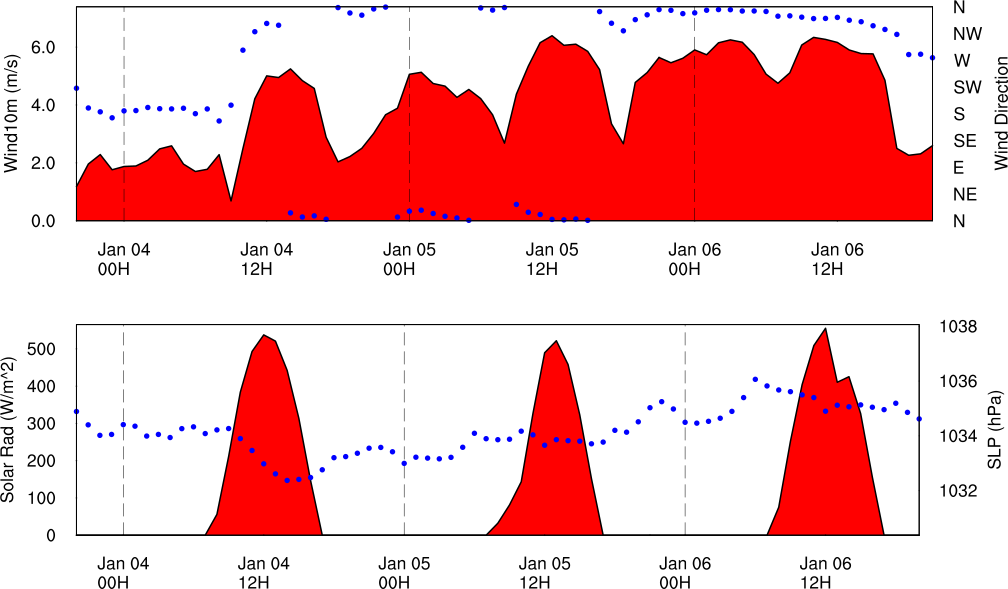 Wind10m (m/s)
6.0
4.0
2.0
0.0
N
NW
W
SW
S
SE
E
NE
N
Wind Direction
Jan 04 Jan 04 Jan 05 Jan 05 Jan 06 Jan 06
00H 12H 00H 12H 00H 12H
Solar Rad (W/m^2)
500
400
300
200
100
0
1038
1036
1034
1032
SLP (hPa)
Jan 04 Jan 04 Jan 05 Jan 05 Jan 06 Jan 06
00H 12H 00H 12H 00H 12H